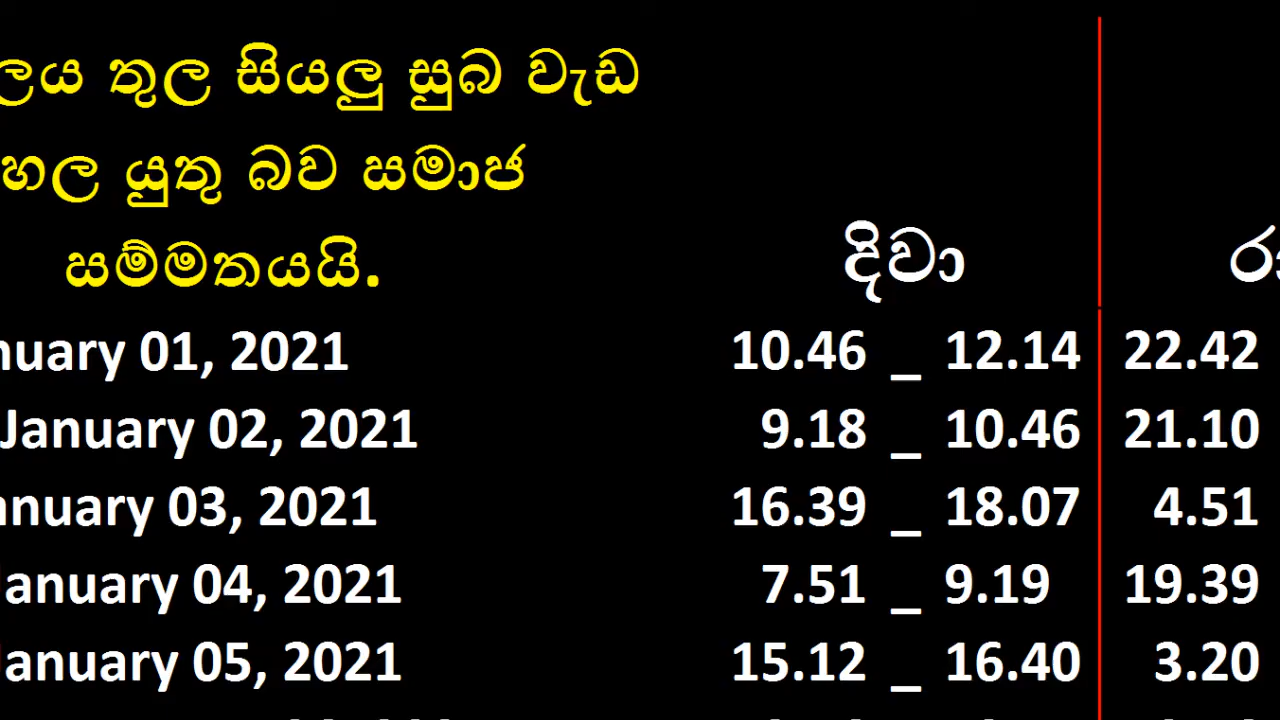 ලය තුල සියලු සුබ වැඩ
හල යුතු බව සමාජ
සම්මතයයි.
දිවා
nuary 01, 2021 10.46 _ 12.14 22.42
January 02, 2021 9.18 _ 10.46 21.10
anuary 03, 2021 16.39 _ 18.07 4.51
January 04, 2021 7.51 _ 9.19 19.39
January 05, 2021 15.12 _ 16.40 3.20